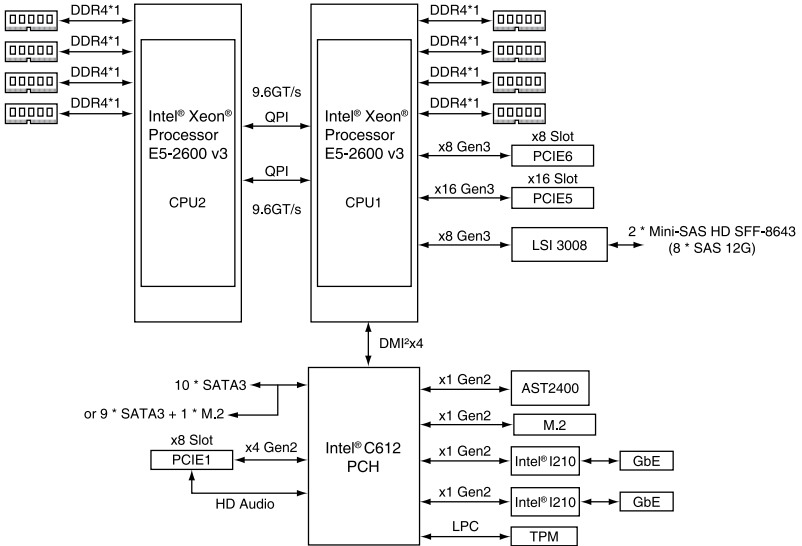 DDR4*1
DDR4*1
DDR4*1
DDR4*1
Intel® Xeon®
Processor
E5-2600 v3
CPU2
9.6GT/s
QPI
QPI
9.6GT/s
Intel® Xeon®
Processor
E5-2600 v3
CPU1
DDR4*1
DDR4*1
DDR4*1
DDR4*1
x8 Gen3
x8 Slot
PCIE6
x16 Gen3
x16 Slot
PCIE5
x8 Gen3
LSI 3008
2 * Mini-SAS HD SFF-8643
(8 * SAS 12G)
DMI²x4
10 * SATA3
or 9 * SATA3 + 1 * M.2
x8 Slot
PCIE1
x4 Gen2
HD Audio
Intel® C612
PCH
x1 Gen2
AST2400
x1 Gen2
M.2
x1 Gen2
Intel® I210
GbE
x1 Gen2
Intel® I210
GbE
LPC
TPM